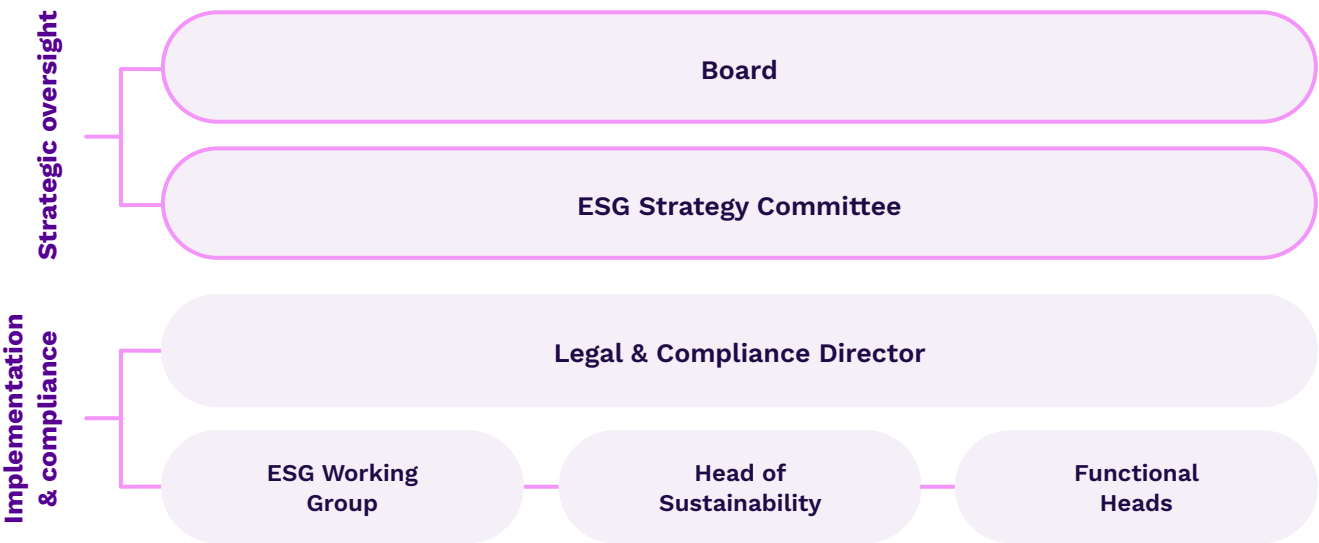 Strategic oversight
Board
ESG Strategy Committee
Implementation
& compliance
Legal & Compliance Director
ESG Working
Group
Head of
Sustainability
Functional
Heads